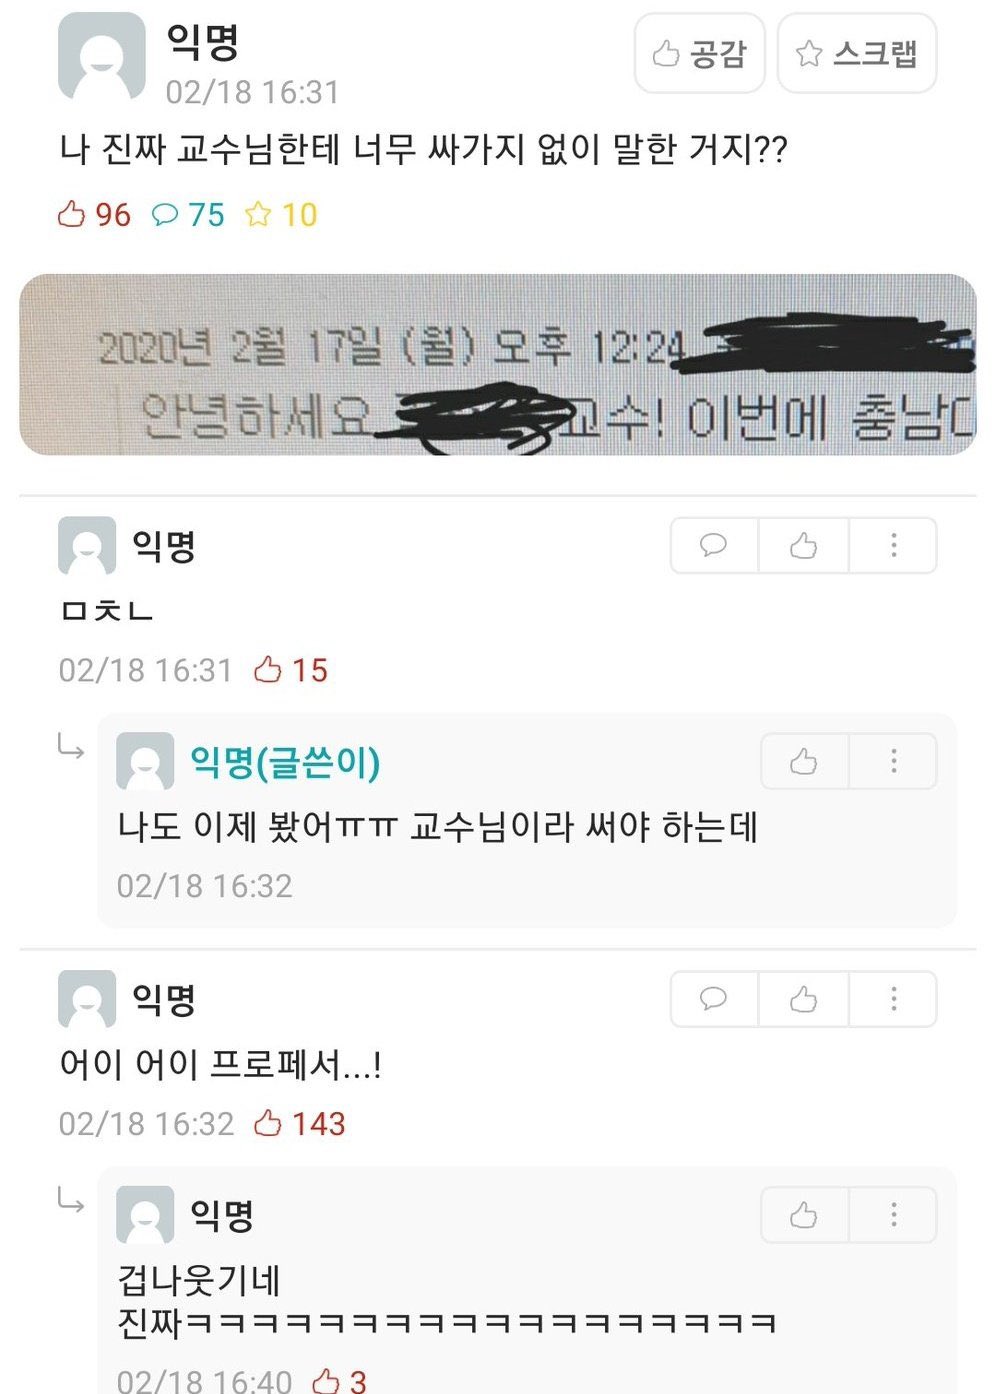 익명
공감
스크랩
02/18 16:31
나 진짜 교수님한테 너무 싸가지 없이 말한 거지??
96 75 10
2020년 2월 17일 (월) 오후 12:24
안녕하세요 교수! 이번에 충남
익명
ㅁㅊㄴ
02/18 16:31 15
익명(글쓴이)
나도 이제 봤어ㅠㅠ 교수님이라 써야 하는데
02/18 16:32
익명
어이 어이 프로페서...!
02/18 16:32 143
익명
겁나웃기네
진짜ㅋㅋㅋㅋㅋㅋㅋㅋㅋㅋㅋㅋㅋㅋㅋㅋㅋㅋ
02/18 16:40 3